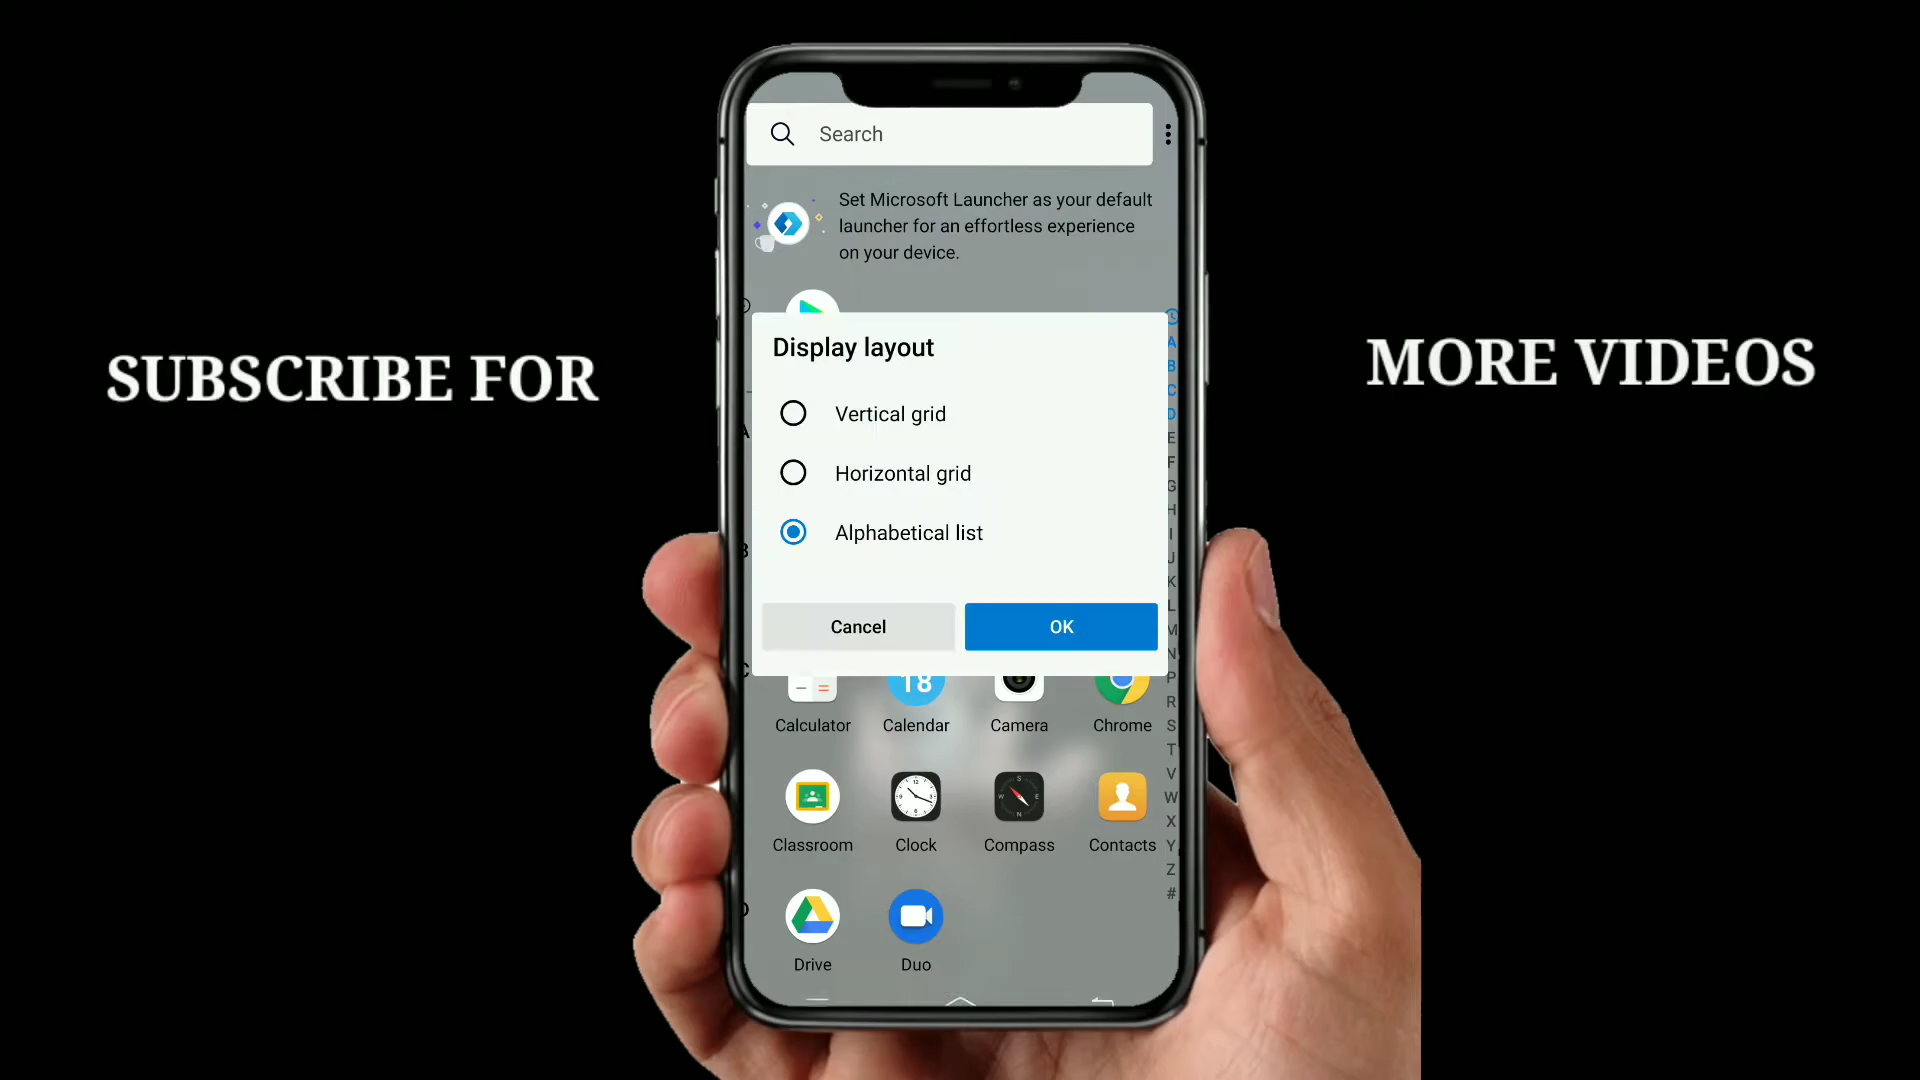 Search
Set Microsoft Launcher as your default
launcher for an effortless experience
on your device.
SUBSCRIBE FOR
MORE VIDEOS
Display layout
Vertical grid
Horizontal grid
Alphabetical list
Cancel
OK
18
Calculator
Calendar
Camera
Chrome
Classroom
Clock
Compass
Contacts
Drive
Duo
A
B
C
D
E
F
G
H
I
J
K
L
M
N
P
R
S
T
V
W
X
Y
Z
#